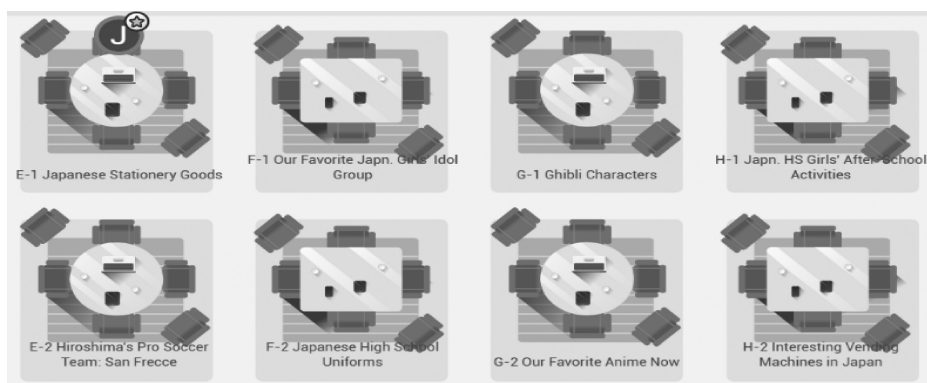 J
E-1 Japanese Stationery Goods
F-1 Our Favorite Japn. Girls' Idol
Group
G-1 Ghibli Characters
H-1 Japn. HS Girls' After-School
Activities
E-2 Hiroshima's Pro Soccer
Team: San Frecce
F-2 Japanese High School
Uniforms
G-2 Our Favorite Anime Now
H-2 Interesting Vending
Machines in Japan